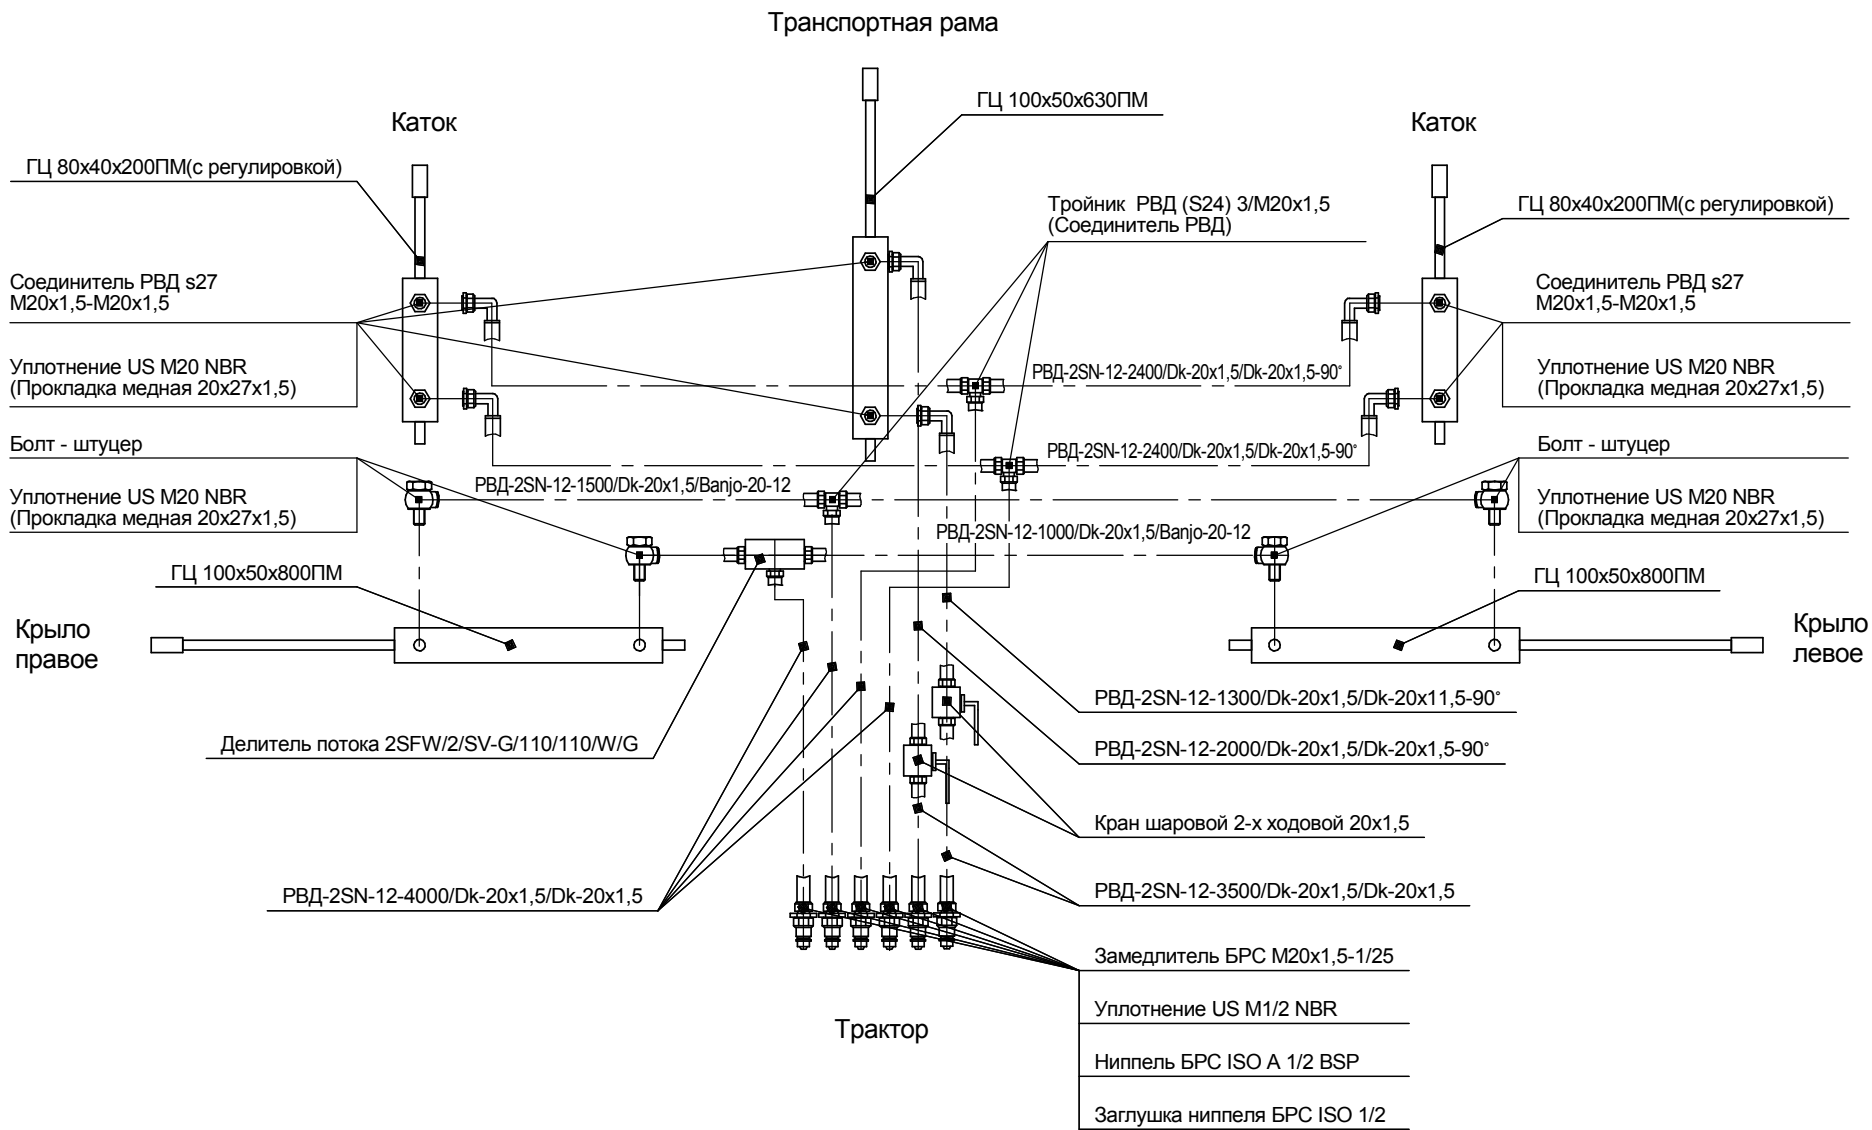 Транспортная рама
ГЦ 100х50х630ПМ
Каток
Каток
ГЦ 80х40х200ПМ(с регулировкой)
Тройник РВД (S24) 3/М20х1,5
(Соединитель РВД)
ГЦ 80х40х200ПМ(с регулировкой)
Соединитель РВД s27
М20х1,5-М20х1,5
Соединитель РВД s27
М20х1,5-М20х1,5
Уплотнение US M20 NBR
(Прокладка медная 20х27х1,5)
РВД-2SN-12-2400/Dk-20x1,5/Dk-20x1,5-90°
Уплотнение US M20 NBR
(Прокладка медная 20х27х1,5)
Болт - штуцер
РВД-2SN-12-2400/Dk-20x1,5/Dk-20x1,5-90°
Болт - штуцер
РВД-2SN-12-1500/Dk-20x1,5/Banjo-20-12
Уплотнение US M20 NBR
(Прокладка медная 20х27х1,5)
Уплотнение US M20 NBR
(Прокладка медная 20х27х1,5)
РВД-2SN-12-1000/Dk-20x1,5/Banjo-20-12
ГЦ 100х50х800ПМ
ГЦ 100х50х800ПМ
Крыло
правое
Крыло
левое
РВД-2SN-12-1300/Dk-20x1,5/Dk-20x11,5-90°
Делитель потока 2SFW/2/SV-G/110/110/W/G
РВД-2SN-12-2000/Dk-20x1,5/Dk-20x1,5-90°
Кран шаровой 2-х ходовой 20х1,5
РВД-2SN-12-4000/Dk-20x1,5/Dk-20x1,5
РВД-2SN-12-3500/Dk-20x1,5/Dk-20x1,5
Замедлитель БРС М20х1,5-1/25
Уплотнение US M1/2 NBR
Трактор
Ниппель БРС ISO A 1/2 BSP
Заглушка ниппеля БРС ISO 1/2